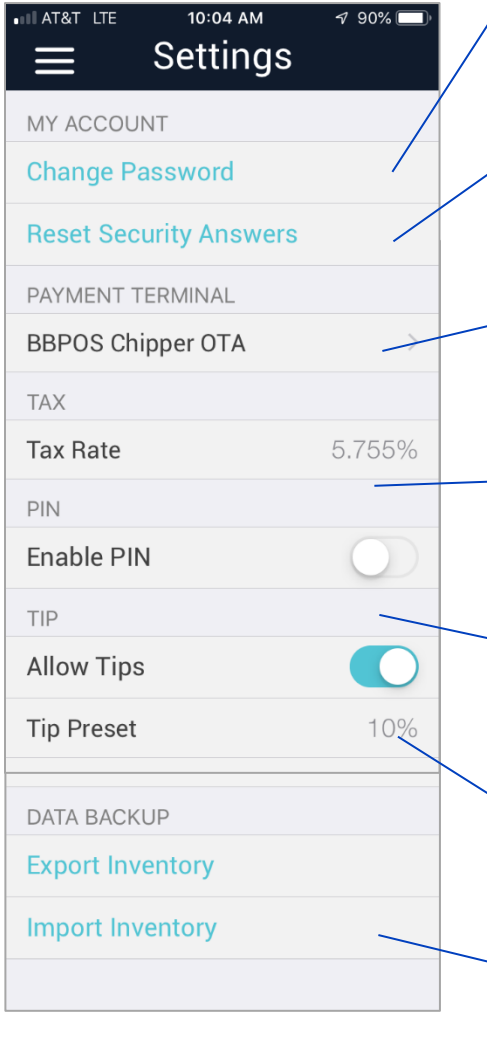 AT&T LTE 10:04 AM 90%
Settings
MY ACCOUNT
Change Password
Reset Security Answers
PAYMENT TERMINAL
BBPOS Chipper OTA
TAX
Tax Rate 5.755%
PIN
Enable PIN
TIP
Allow Tips
Tip Preset 10%
DATA BACKUP
Export Inventory
Import Inventory